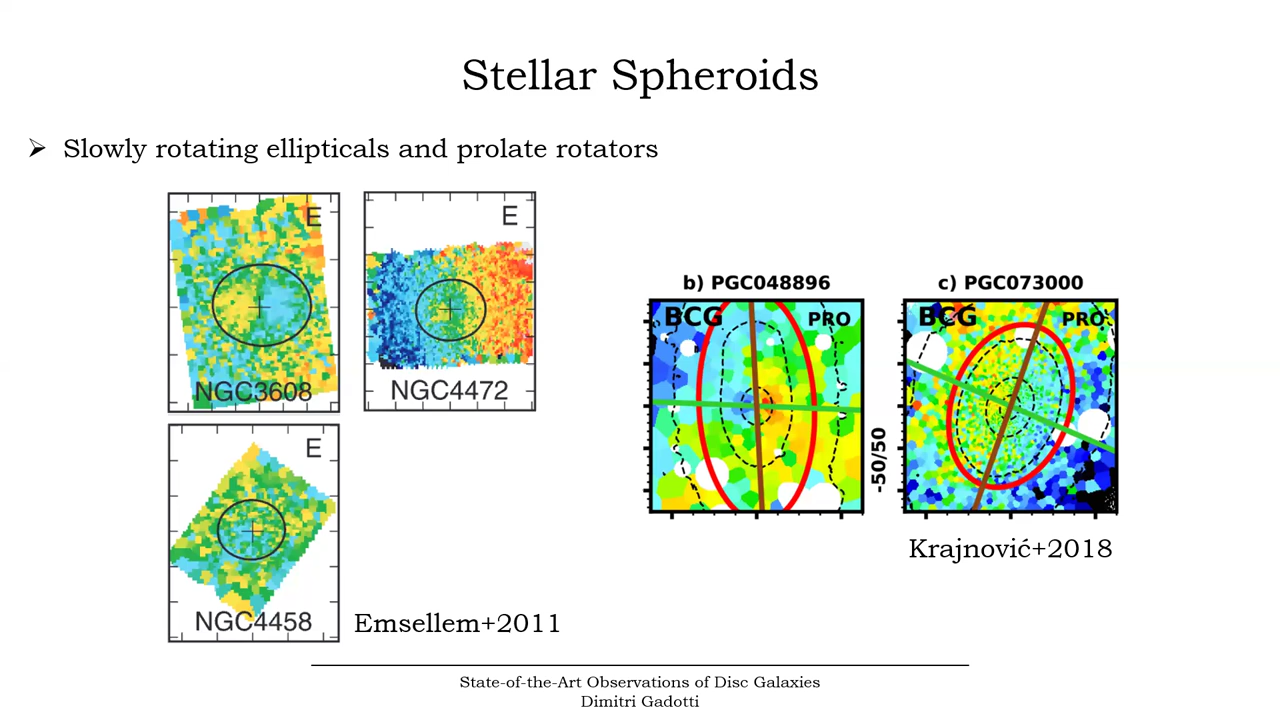 Stellar Spheroids
➢ Slowly rotating ellipticals and prolate rotators
E
NGC3608
E
NGC4472
E
NGC4458
Emsellem+2011
b) PGC048896
BCG
PRO
-50/50
c) PGC073000
BCG
PRO
Krajnović+2018
State-of-the-Art Observations of Disc Galaxies
Dimitri Gadotti